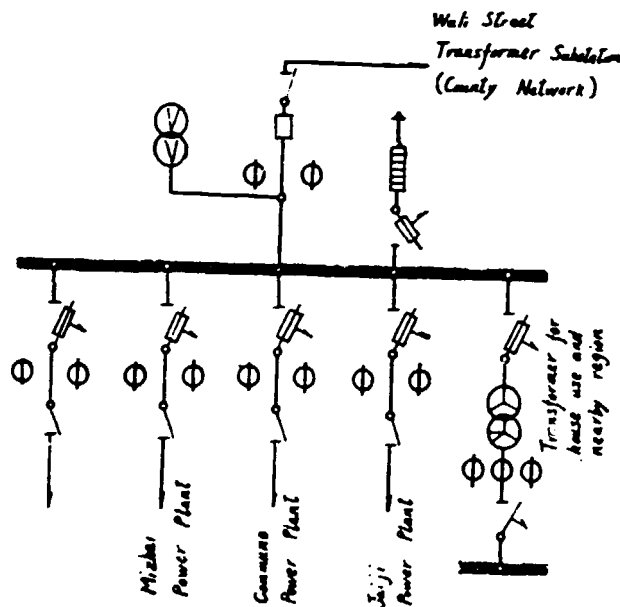 Wali Street
Transformer Substation
(County Network)
Transformer for
house use and
nearby region
Mizhai
Power Plant
Commune
Power Plant
Jaiji
Power Plant